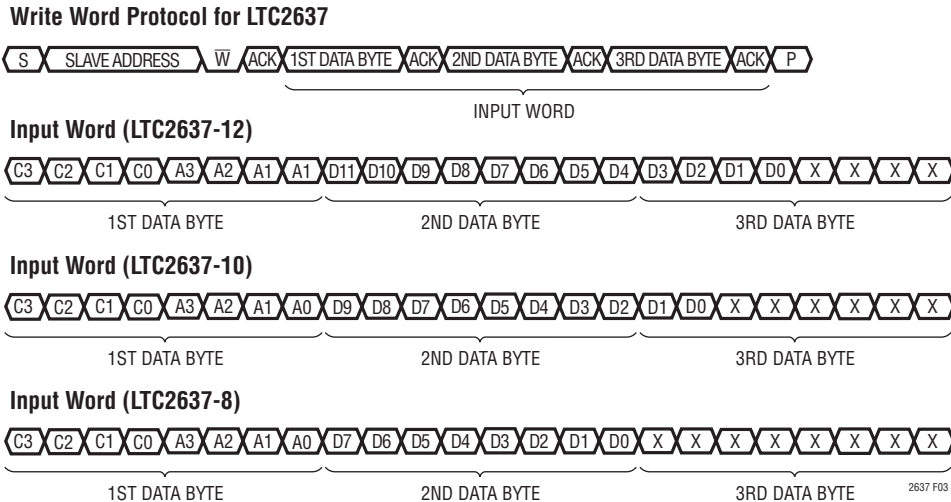 Write Word Protocol for LTC2637
S SLAVE ADDRESS W̅ ACK 1ST DATA BYTE ACK 2ND DATA BYTE ACK 3RD DATA BYTE ACK P
INPUT WORD
Input Word (LTC2637-12)
C3 C2 C1 C0 A3 A2 A1 A1 D11 D10 D9 D8 D7 D6 D5 D4 D3 D2 D1 D0 X X X X
1ST DATA BYTE 2ND DATA BYTE 3RD DATA BYTE
Input Word (LTC2637-10)
C3 C2 C1 C0 A3 A2 A1 A0 D9 D8 D7 D6 D5 D4 D3 D2 D1 D0 X X X X X X
1ST DATA BYTE 2ND DATA BYTE 3RD DATA BYTE
Input Word (LTC2637-8)
C3 C2 C1 C0 A3 A2 A1 A0 D7 D6 D5 D4 D3 D2 D1 D0 X X X X X X X X
1ST DATA BYTE 2ND DATA BYTE 3RD DATA BYTE 2637 F03